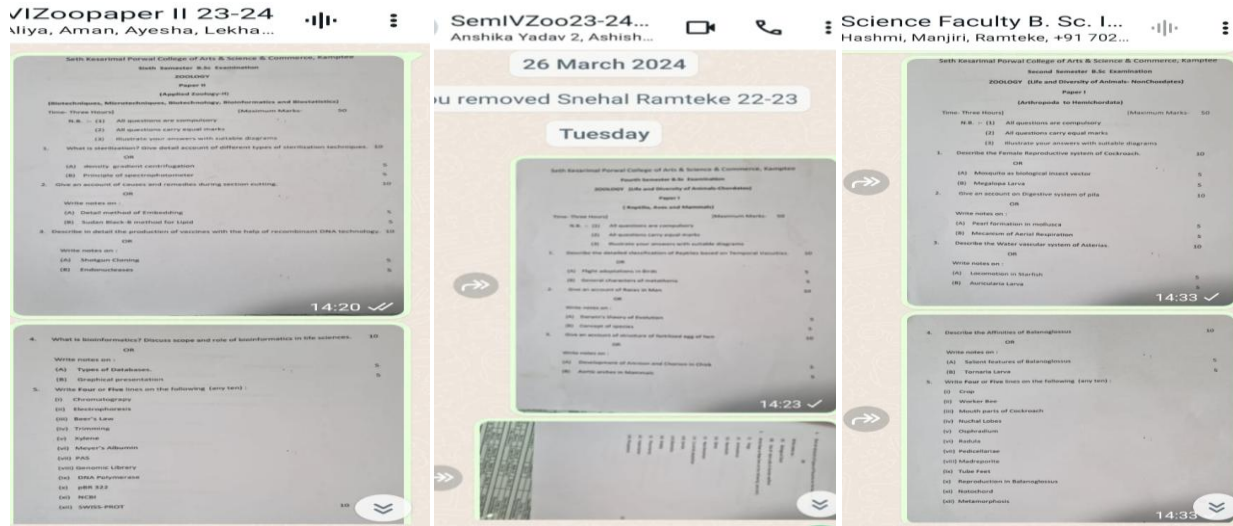 VIZoopaper II 23-24
Aliya, Aman, Ayesha, Lekha...
Seth Kesarimal Porwal College of Arts & Science & Commerce, Kamptee
Sixth Semester B.Sc Examination
ZOOLOGY
Paper II
(Applied Zoology-II)
(Biotechniques, Microtechniques, Biotechnology, Bioinformatics and Biostatistics)
Time- Three Hours] [Maximum Marks- 50
N.B. :- (1) All questions are compulsory
(2) All questions carry equal marks
(3) Illustrate your answers with suitable diagrams
1. What is sterilisation? Give detail account of different types of sterilisation techniques. 10
OR
(A) density gradient centrifugation 5
(B) Principle of spectrophotometer 5
2. Give an account of causes and remedies during section cutting. 10
OR
Write notes on :
(A) Detail method of Embedding 5
(B) Sudan Black-B method for Lipid 5
3. Describe in detail the production of vaccines with the help of recombinant DNA technology. 10
OR
Write notes on :
(A) Shotgun Cloning 5
(B) Endonucleases 5
14:20
4. What is bioinformatics? Discuss scope and role of bioinformatics in life sciences. 10
OR
Write notes on :
(A) Types of Databases. 5
(B) Graphical presentation 5
5. Write Four or Five lines on the following (any ten) :
(i) Chromatograpy
(ii) Electrophoresis
(iii) Beer's Law
(iv) Trimming
(v) Xylene
(vi) Mayer's Albumin
(vii) PAS
(viii) Genomic Library
(ix) DNA Polymerase
(x) pBR 322
(xi) NCBI
(xii) SWISS-PROT 10
SemIVZoo23-24...
Anshika Yadav 2, Ashish...
26 March 2024
ou removed Snehal Ramteke 22-23
Tuesday
Seth Kesarimal Porwal College of Arts & Science & Commerce, Kamptee
Fourth Semester B.Sc Examination
ZOOLOGY (Life and Diversity of Animals-Chordates)
Paper I
( Reptilia, Aves and Mammals)
Time- Three Hours] [Maximum Marks- 50
N.B. :- (1) All questions are compulsory
(2) All questions carry equal marks
(3) Illustrate your answers with suitable diagrams
1. Describe the detailed classification of Reptiles based on Temporal Vacuities 10
OR
(A) Flight adaptations in Birds 5
(B) General characters of metatheria 5
2. Give an account of Races in Man 10
OR
Write notes on :
(A) Darwin's theory of Evolution 5
(B) Concept of species 5
3. Give an account of structure of fertilized egg of hen 10
OR
Write notes on :
(A) Development of Amnion and Chorion in Chick 5
(B) Aortic arches in Mammals 5
14:23
Science Faculty B. Sc. I...
Hashmi, Manjiri, Ramteke, +91 702...
Seth Kesarimal Porwal College of Arts & Science & Commerce, Kamptee
Second Semester B.Sc Examination
ZOOLOGY (Life and Diversity of Animals- NonChordates)
Paper I
(Arthropoda to Hemichordata)
Time- Three Hours] [Maximum Marks- 50
N.B. :- (1) All questions are compulsory
(2) All questions carry equal marks
(3) Illustrate your answers with suitable diagrams
1. Describe the Female Reproductive system of Cockroach. 10
OR
(A) Mosquito as biological insect vector 5
(B) Megalopa Larva 5
2. Give an account on Digestive system of pila 10
OR
Write notes on :
(A) Pearl formation in mollusca 5
(B) Mecanism of Aerial Respiration 5
3. Describe the Water vascular system of Asterias. 10
OR
Write notes on :
(A) Locomotion in Starfish 5
(B) Auricularia Larva 5
14:33
4. Describe the Affinities of Balanoglossus 10
OR
Write notes on :
(A) Salient features of Balanoglossus 5
(B) Tornaria Larva 5
5. Write Four or Five lines on the following (any ten) :
(i) Crop
(ii) Worker Bee
(iii) Mouth parts of Cockroach
(iv) Nuchal Lobes
(v) Osphradium
(vi) Radula
(vii) Pedicellariae
(viii) Madreporite
(ix) Tube Feet
(x) Reproduction in Balanoglossus
(xi) Notochord
(xii) Metamorphosis
14:33